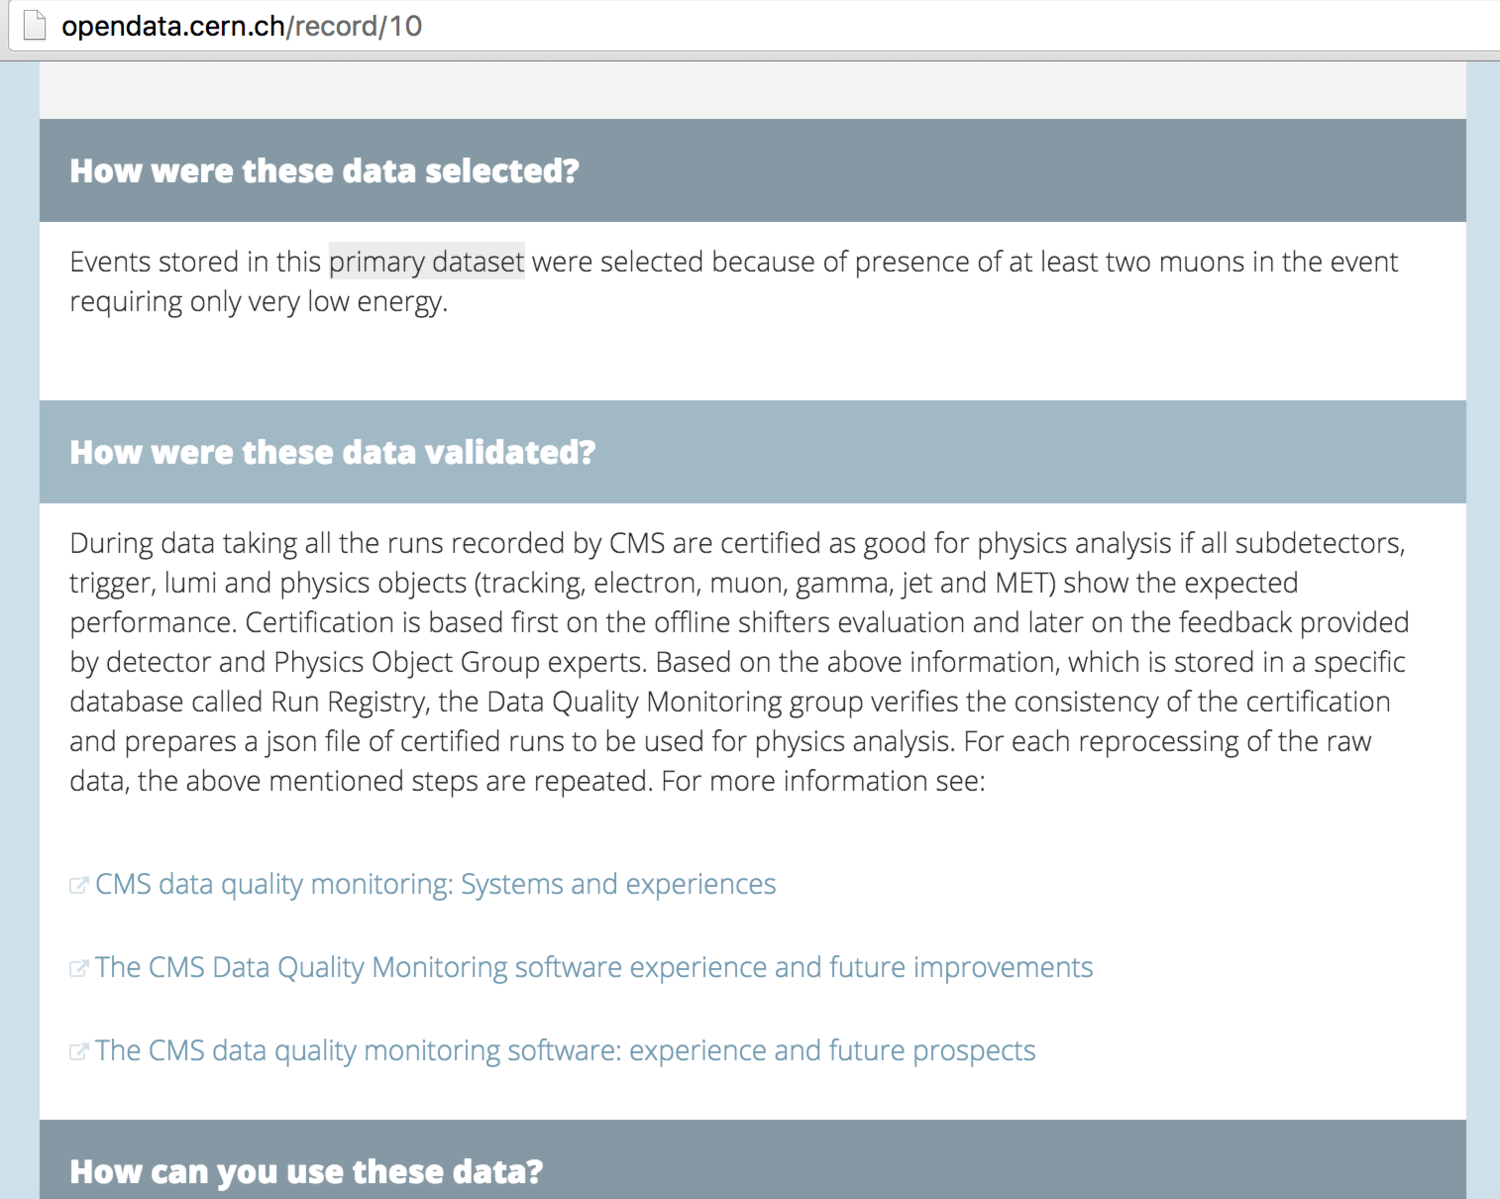 opendata.cern.ch/record/10
How were these data selected?
Events stored in this primary dataset were selected because of presence of at least two muons in the event
requiring only very low energy.
How were these data validated?
During data taking all the runs recorded by CMS are certified as good for physics analysis if all subdetectors,
trigger, lumi and physics objects (tracking, electron, muon, gamma, jet and MET) show the expected
performance. Certification is based first on the offline shifters evaluation and later on the feedback provided
by detector and Physics Object Group experts. Based on the above information, which is stored in a specific
database called Run Registry, the Data Quality Monitoring group verifies the consistency of the certification
and prepares a json file of certified runs to be used for physics analysis. For each reprocessing of the raw
data, the above mentioned steps are repeated. For more information see:
CMS data quality monitoring: Systems and experiences
The CMS Data Quality Monitoring software experience and future improvements
The CMS data quality monitoring software: experience and future prospects
How can you use these data?